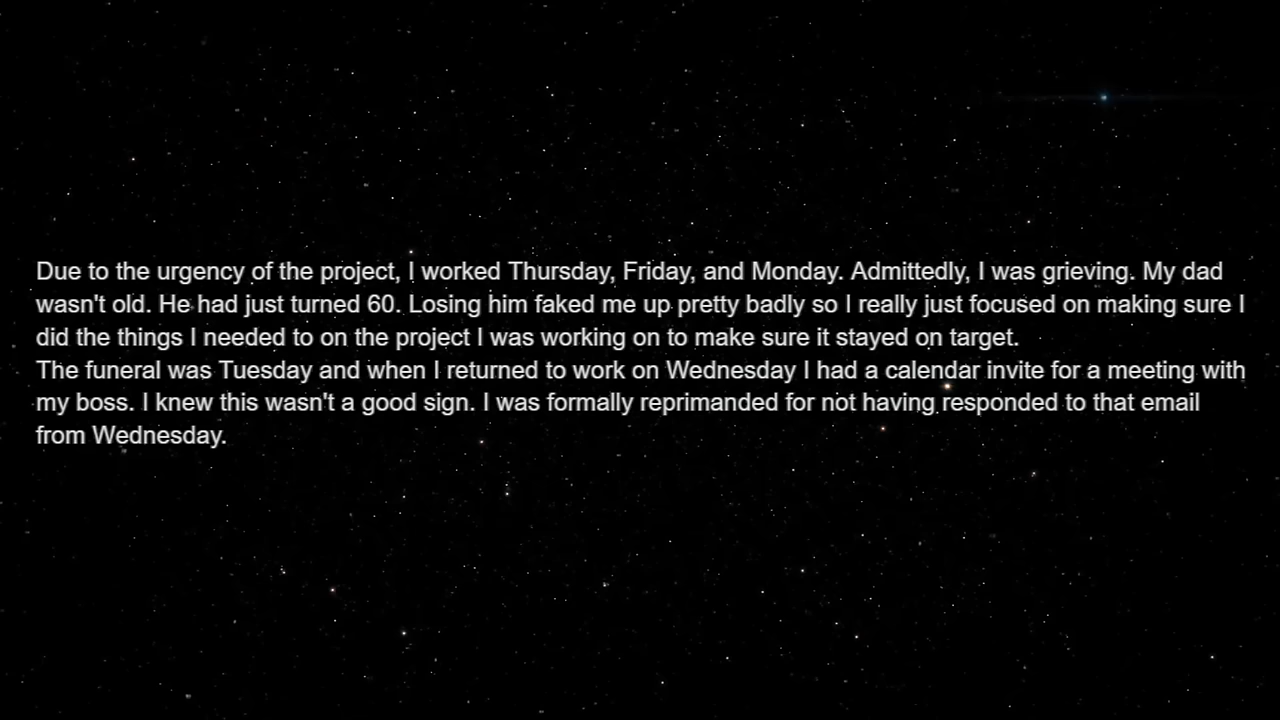 Due to the urgency of the project, I worked Thursday, Friday, and Monday. Admittedly, I was grieving. My dad
wasn't old. He had just turned 60. Losing him faked me up pretty badly so I really just focused on making sure I
did the things I needed to on the project I was working on to make sure it stayed on target.
The funeral was Tuesday and when I returned to work on Wednesday I had a calendar invite for a meeting with
my boss. I knew this wasn't a good sign. I was formally reprimanded for not having responded to that email
from Wednesday.